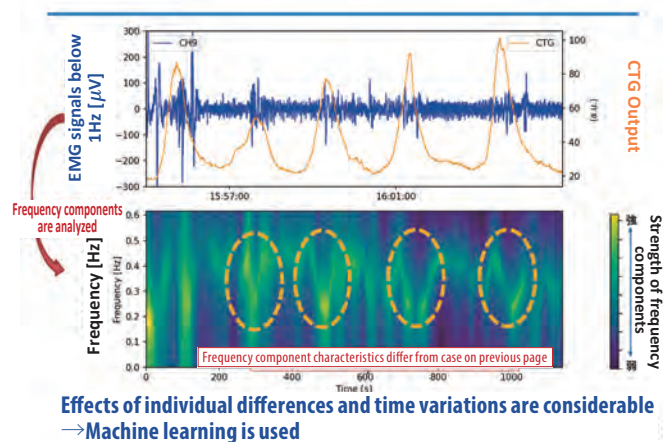 EMG signals below
1Hz [μV]
300
200
100
0
−100
−200
−300
CH9
CTG
100
80
60
40
20
(a.u.)
CTG Output
15:57:00
16:01:00
Frequency components
are analyzed
Frequency [Hz]
Frequency [Hz]
0.6
0.5
0.4
0.3
0.2
0.1
0.0
0
200
400
600
800
1000
Time [s]
Frequency component characteristics differ from case on previous page
強
弱
Strength of frequency
components
Effects of individual differences and time variations are considerable
→Machine learning is used